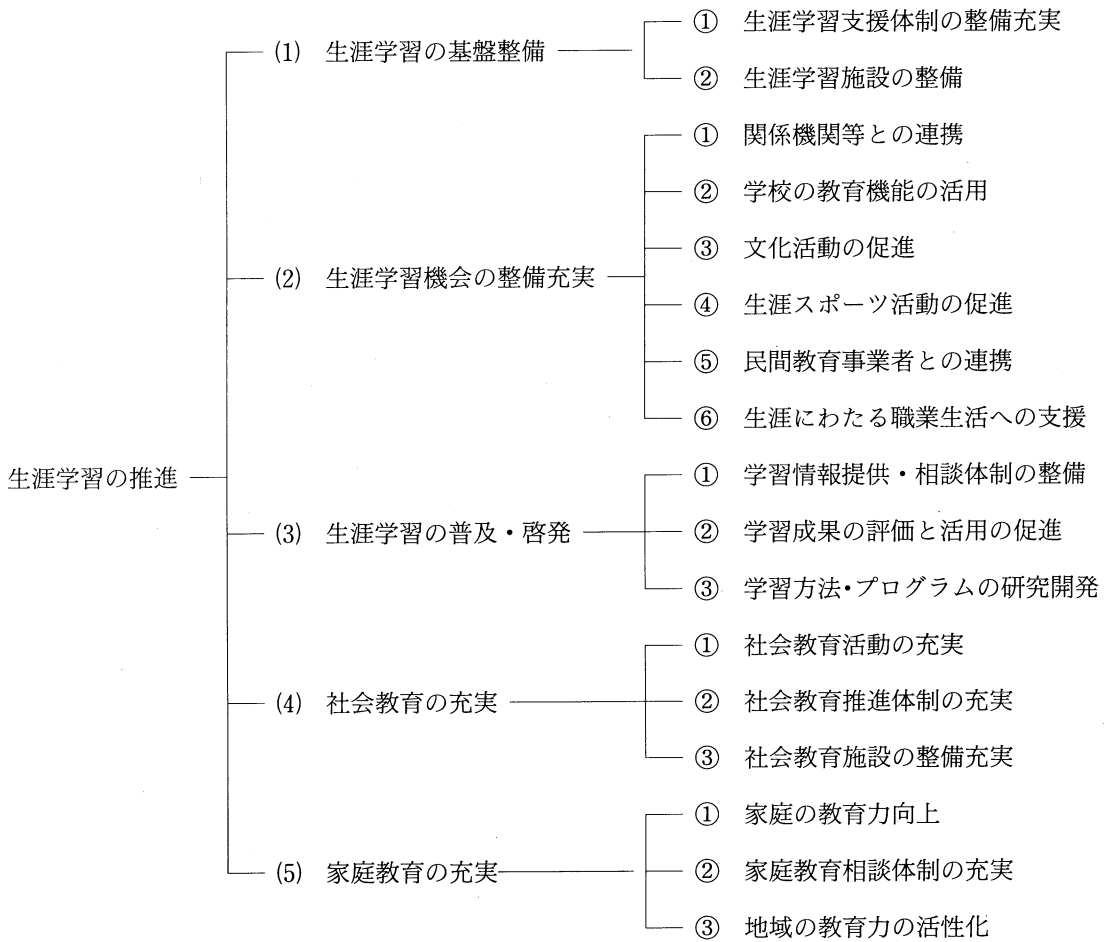 生涯学習の推進
(1) 生涯学習の基盤整備
① 生涯学習支援体制の整備充実
② 生涯学習施設の整備
(2) 生涯学習機会の整備充実
① 関係機関等との連携
② 学校の教育機能の活用
③ 文化活動の促進
④ 生涯スポーツ活動の促進
⑤ 民間教育事業者との連携
⑥ 生涯にわたる職業生活への支援
(3) 生涯学習の普及・啓発
① 学習情報提供・相談体制の整備
② 学習成果の評価と活用の促進
③ 学習方法・プログラムの研究開発
(4) 社会教育の充実
① 社会教育活動の充実
② 社会教育推進体制の充実
③ 社会教育施設の整備充実
(5) 家庭教育の充実
① 家庭の教育力向上
② 家庭教育相談体制の充実
③ 地域の教育力の活性化